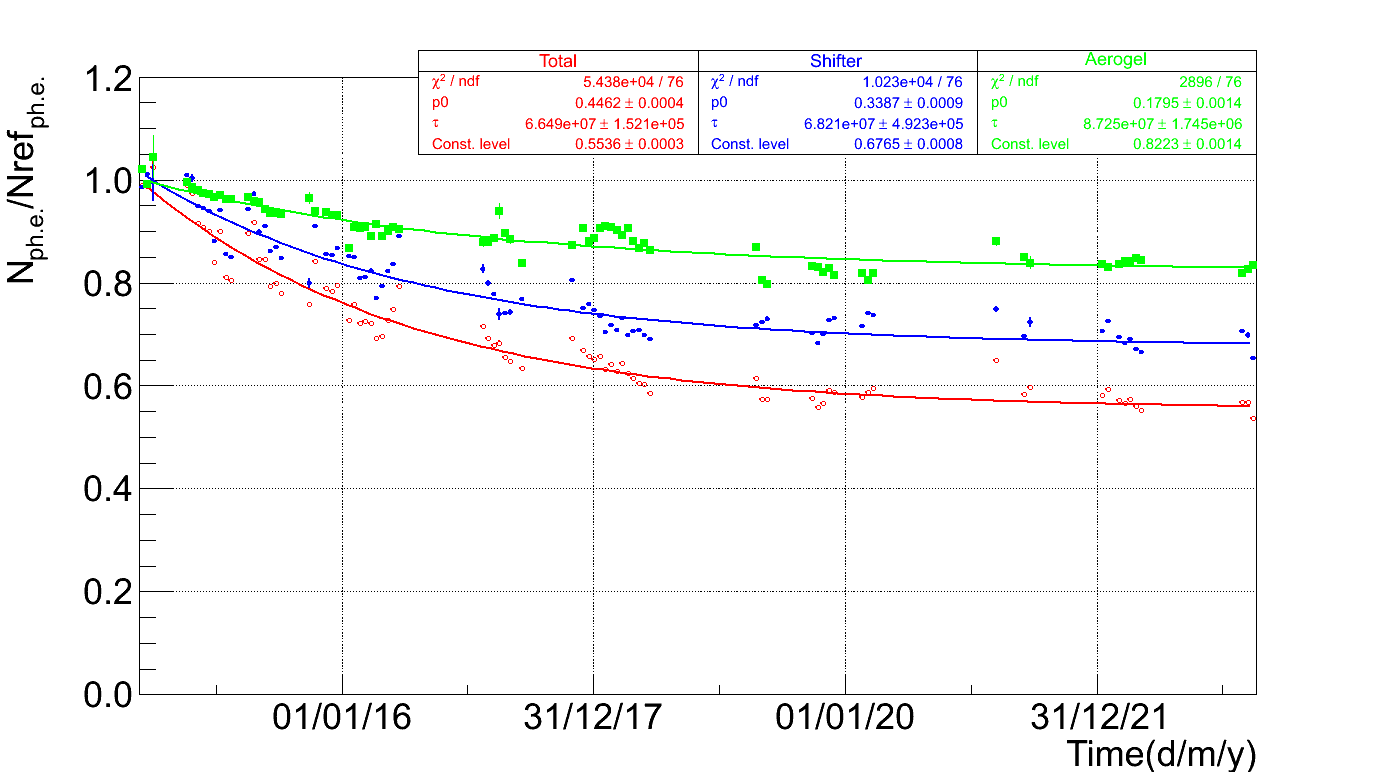 Total Shifter Aerogel
χ² / ndf 5.438e+04 / 76 χ² / ndf 1.023e+04 / 76 χ² / ndf 2896 / 76
p0 0.4462 ± 0.0004 p0 0.3387 ± 0.0009 p0 0.1795 ± 0.0014
τ 6.649e+07 ± 1.521e+05 τ 6.821e+07 ± 4.923e+05 τ 8.725e+07 ± 1.745e+06
Const. level 0.5536 ± 0.0003 Const. level 0.6765 ± 0.0008 Const. level 0.8223 ± 0.0014
Nph.e./Nrefph.e.
1.2
1.0
0.8
0.6
0.4
0.2
0.0
01/01/16 31/12/17 01/01/20 31/12/21
Time(d/m/y)